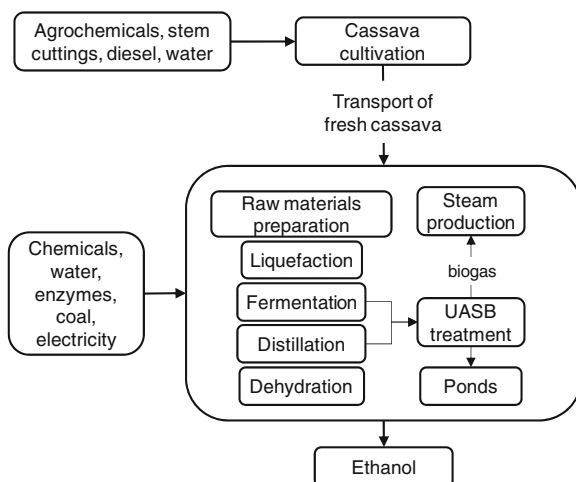 Agrochemicals, stem
cuttings, diesel, water
Cassava
cultivation
Transport of
fresh cassava
Raw materials
preparation
Steam
production
Chemicals,
water,
enzymes,
coal,
electricity
Liquefaction
biogas
Fermentation
UASB
treatment
Distillation
Dehydration
Ponds
Ethanol